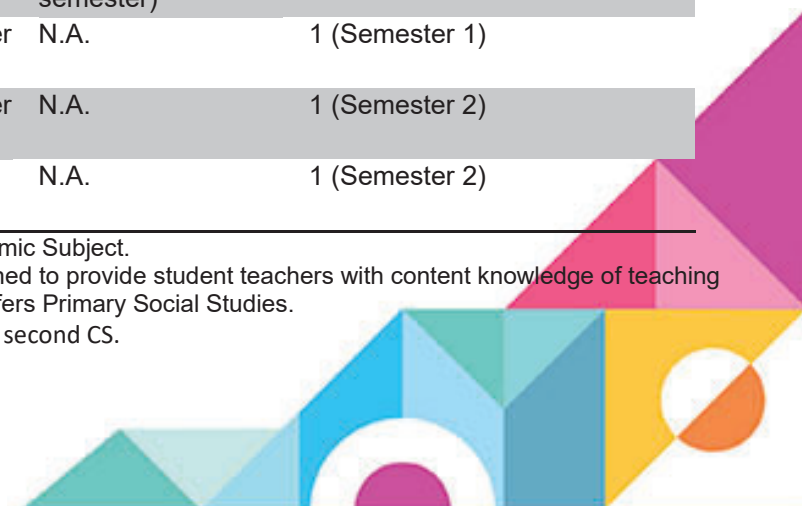 semester)
er N.A. 1 (Semester 1)
er N.A. 1 (Semester 2)
N.A. 1 (Semester 2)
mic Subject.
ned to provide student teachers with content knowledge of teaching
fers Primary Social Studies.
second CS.